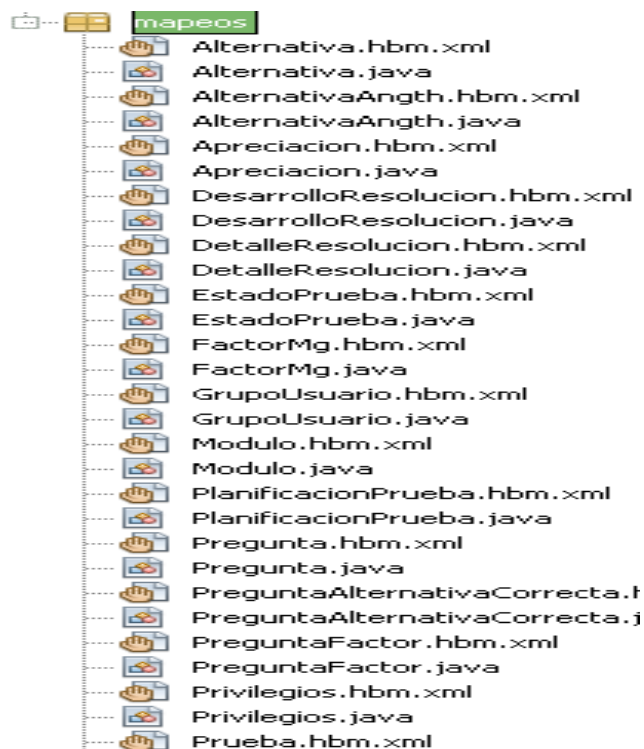 mapeos
Alternativa.hbm.xml
Alternativa.java
AlternativaAngth.hbm.xml
AlternativaAngth.java
Apreciacion.hbm.xml
Apreciacion.java
DesarrolloResolucion.hbm.xml
DesarrolloResolucion.java
DetalleResolucion.hbm.xml
DetalleResolucion.java
EstadoPrueba.hbm.xml
EstadoPrueba.java
FactorMg.hbm.xml
FactorMg.java
GrupoUsuario.hbm.xml
GrupoUsuario.java
Modulo.hbm.xml
Modulo.java
PlanificacionPrueba.hbm.xml
PlanificacionPrueba.java
Pregunta.hbm.xml
Pregunta.java
PreguntaAlternativaCorrecta.h
PreguntaAlternativaCorrecta.j
PreguntaFactor.hbm.xml
PreguntaFactor.java
Privilegios.hbm.xml
Privilegios.java
Prueba.hbm.xml